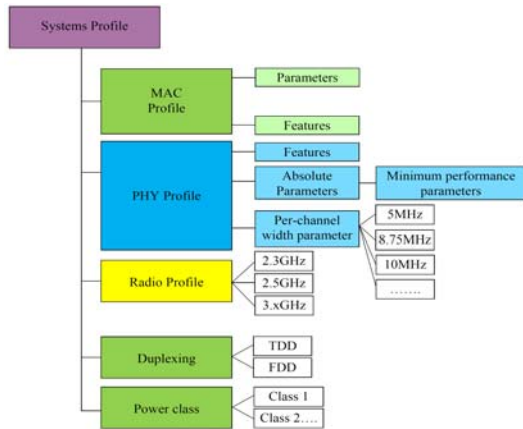 Systems Profile
MAC
Profile
Parameters
Features
PHY Profile
Features
Absolute
Parameters
Minimum performance
parameters
Per-channel
width parameter
5MHz
8.75MHz
10MHz
.......
Radio Profile
2.3GHz
2.5GHz
3.xGHz
Duplexing
TDD
FDD
Power class
Class 1
Class 2....